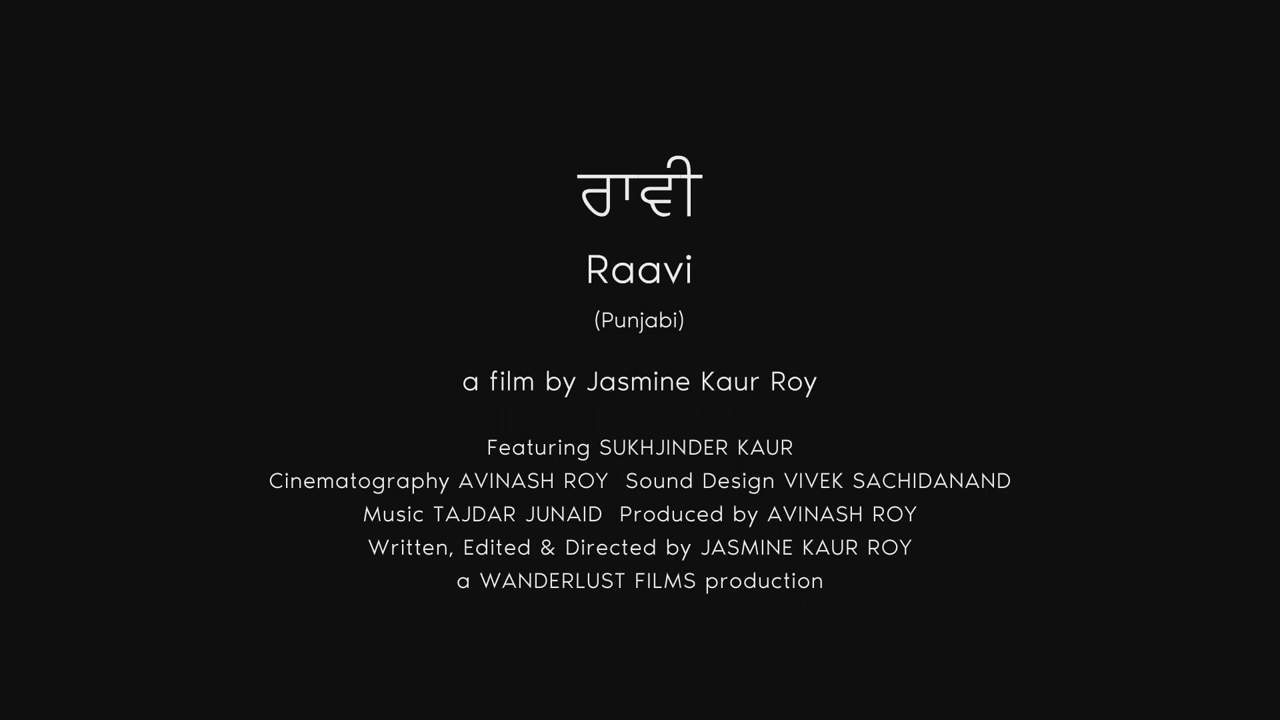 ਰਾਵੀ
Raavi
(Punjabi)
a film by Jasmine Kaur Roy
Featuring SUKHJINDER KAUR
Cinematography AVINASH ROY  Sound Design VIVEK SACHIDANAND
Music TAJDAR JUNAID  Produced by AVINASH ROY
Written, Edited & Directed by JASMINE KAUR ROY
a WANDERLUST FILMS production